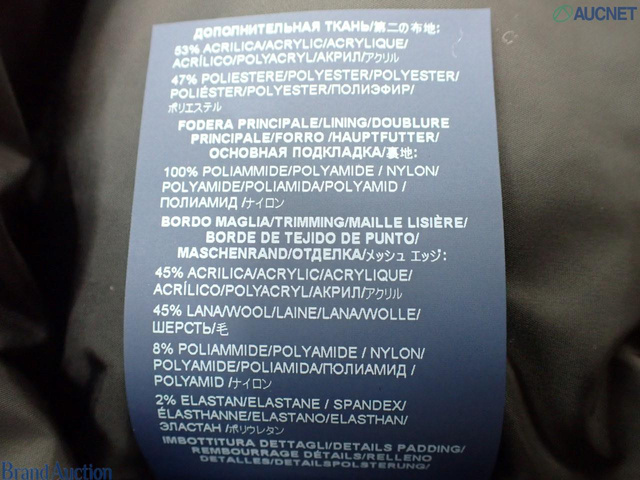 AUCNET
ДОПОЛНИТЕЛЬНАЯ ТКАНЬ/第二の布地:
53% ACRILICA/ACRYLIC/ACRYLIQUE/
ACRÍLICO/POLYACRYL/АКРИЛ/アクリル
47% POLIESTERE/POLYESTER/POLYESTER/
POLIÉSTER/POLYESTER/ПОЛИЭФИР/
ポリエステル
FODERA PRINCIPALE/LINING/DOUBLURE
PRINCIPALE/FORRO /HAUPTFUTTER/
ОСНОВНАЯ ПОДКЛАДКА/裏地:
100% POLIAMMIDE/POLYAMIDE / NYLON/
POLYAMIDE/POLIAMIDA/POLYAMID /
ПОЛИАМИД /ナイロン
BORDO MAGLIA/TRIMMING/MAILLE LISIÈRE/
BORDE DE TEJIDO DE PUNTO/
MASCHENRAND/ОТДЕЛКА/メッシュ エッジ:
45% ACRILICA/ACRYLIC/ACRYLIQUE/
ACRÍLICO/POLYACRYL/АКРИЛ/アクリル
45% LANA/WOOL/LAINE/LANA/WOLLE/
ШЕРСТЬ/毛
8% POLIAMMIDE/POLYAMIDE / NYLON/
POLYAMIDE/POLIAMIDA/ПОЛИАМИД /
POLYAMID /ナイロン
2% ELASTAN/ELASTANE / SPANDEX/
ÉLASTHANNE/ELASTANO/ELASTHAN/
ЭЛАСТАН /ポリウレタン
IMBOTTITURA DETTAGLI/DETAILS PADDING/
REMBOURRAGE DÉTAILS/RELLENO
DETALLES/DETAILSPOLSTERUNG/
Brand Auction